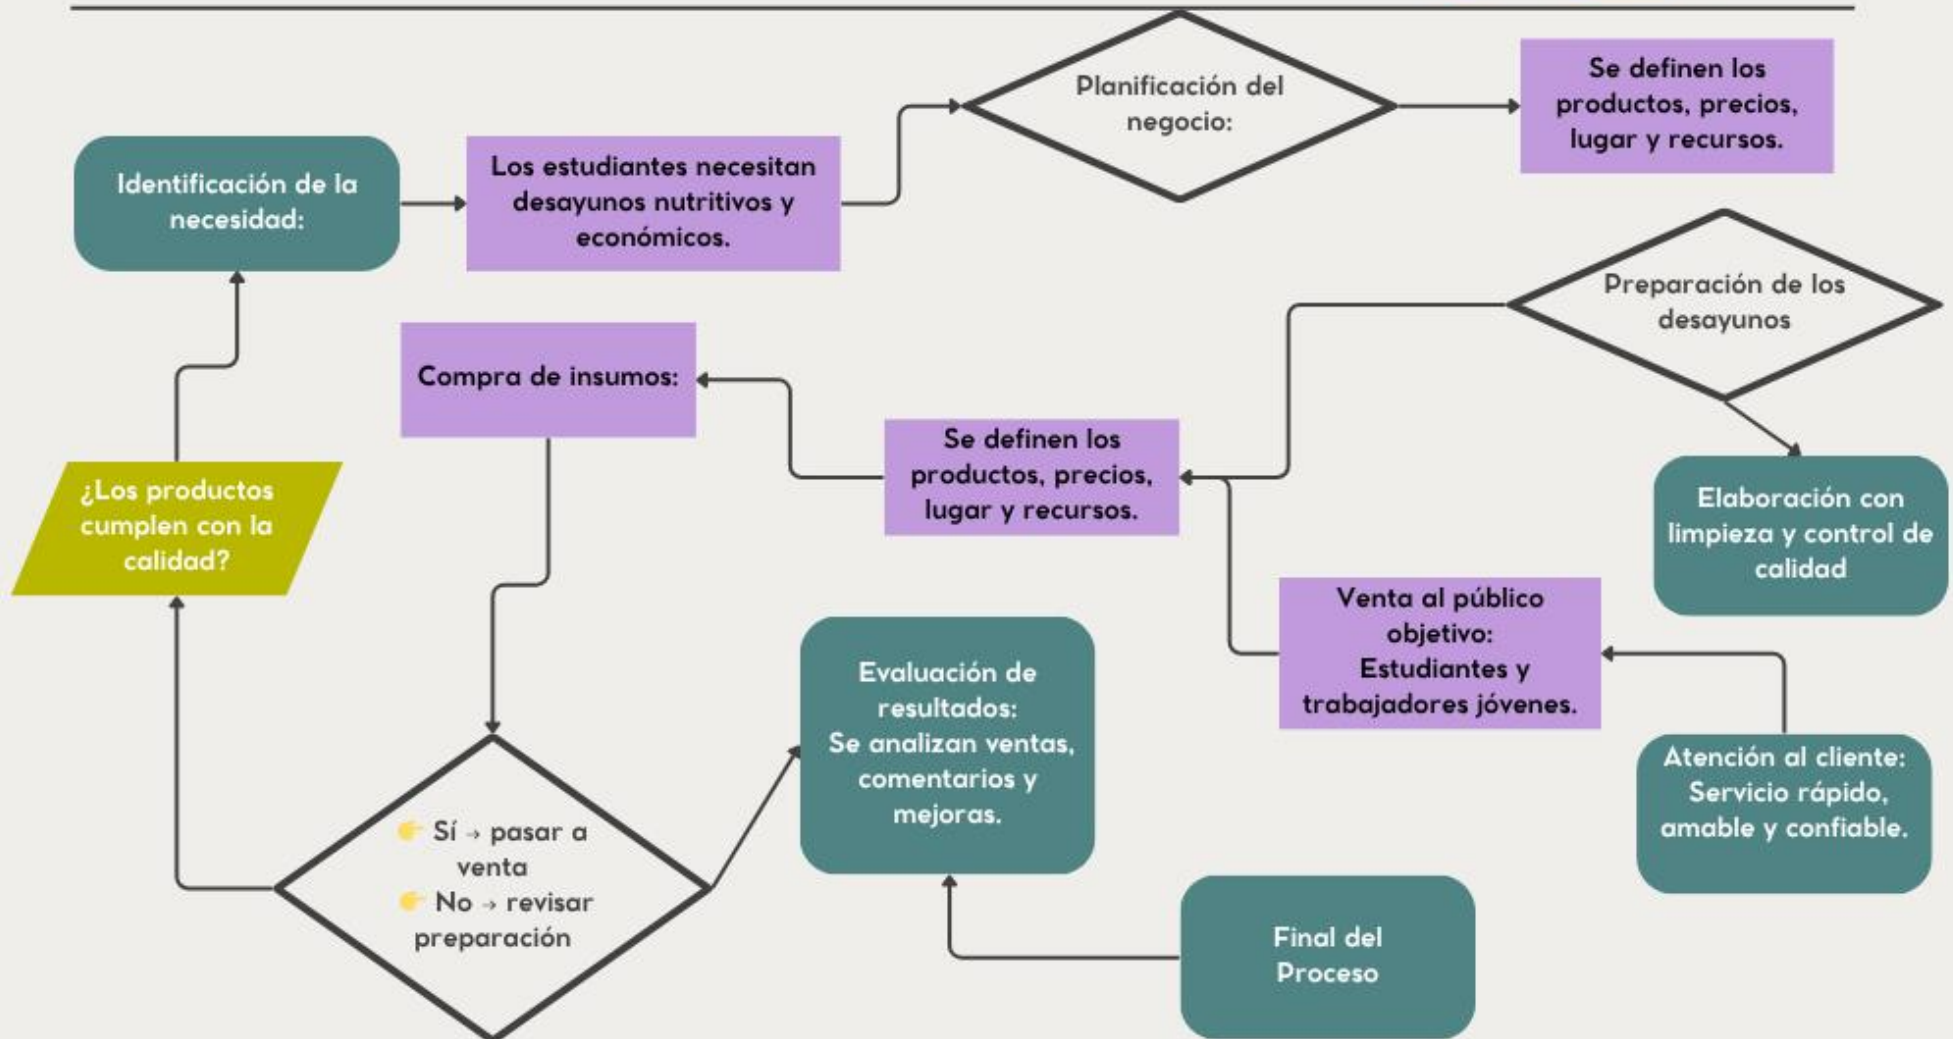 Planificación del
negocio:
Se definen los
productos, precios,
lugar y recursos.
Identificación de la
necesidad:
Los estudiantes necesitan
desayunos nutritivos y
económicos.
Preparación de los
desayunos
Compra de insumos:
Se definen los
productos, precios,
lugar y recursos.
¿Los productos
cumplen con la
calidad?
Elaboración con
limpieza y control de
calidad
Venta al público
objetivo:
Estudiantes y
trabajadores jóvenes.
Evaluación de
resultados:
Se analizan ventas,
comentarios y
mejoras.
Atención al cliente:
Servicio rápido,
amable y confiable.
👉 Sí → pasar a
venta
👉 No → revisar
preparación
Final del
Proceso